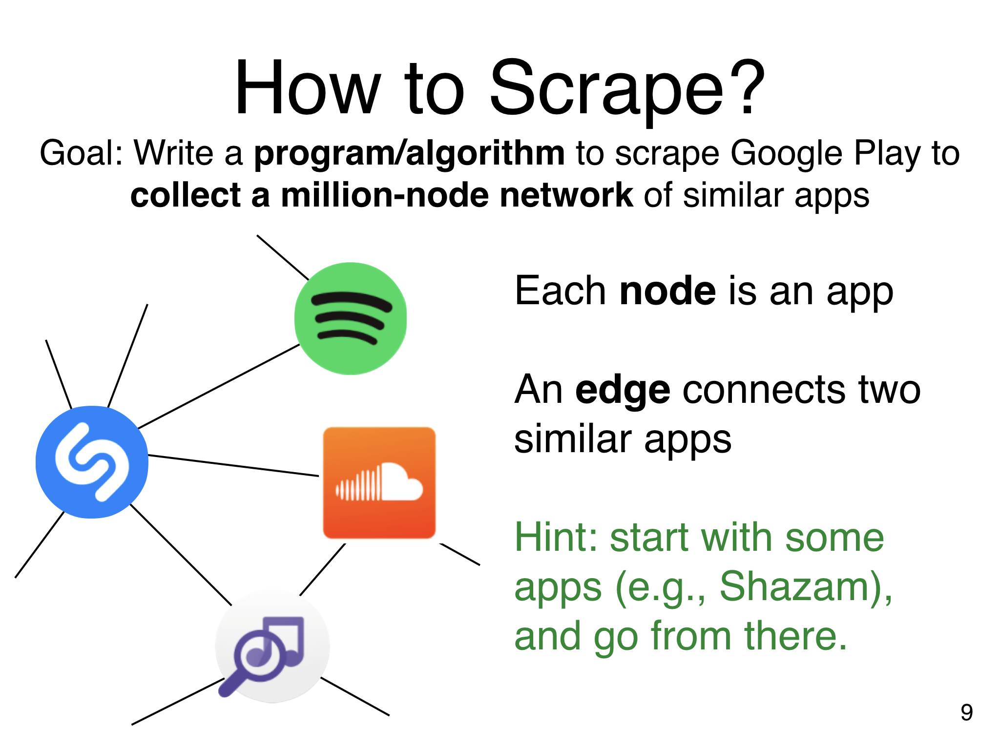 How to Scrape?
Goal: Write a program/algorithm to scrape Google Play to
collect a million-node network of similar apps
Each node is an app
An edge connects two
similar apps
Hint: start with some
apps (e.g., Shazam),
and go from there.
9